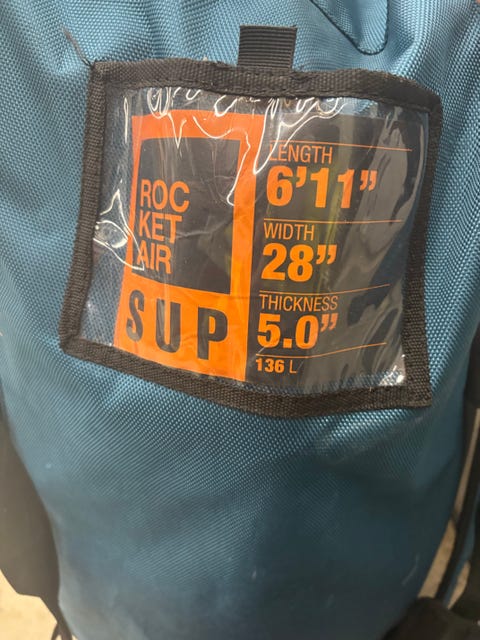 ROC
KET
AIR
SUP
LENGTH
6'11"
WIDTH
28"
THICKNESS
5.0"
136 L